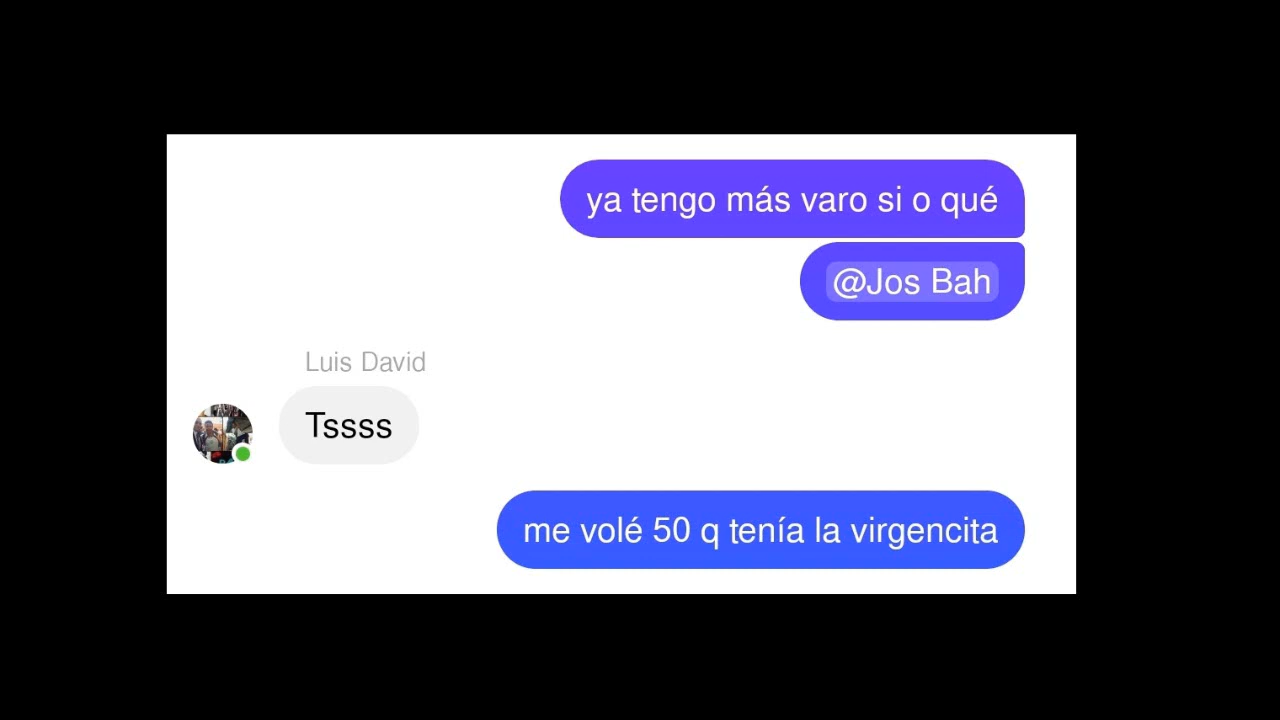 ya tengo más varo si o qué
@Jos Bah
Luis David
Tssss
me volé 50 q tenía la virgencita